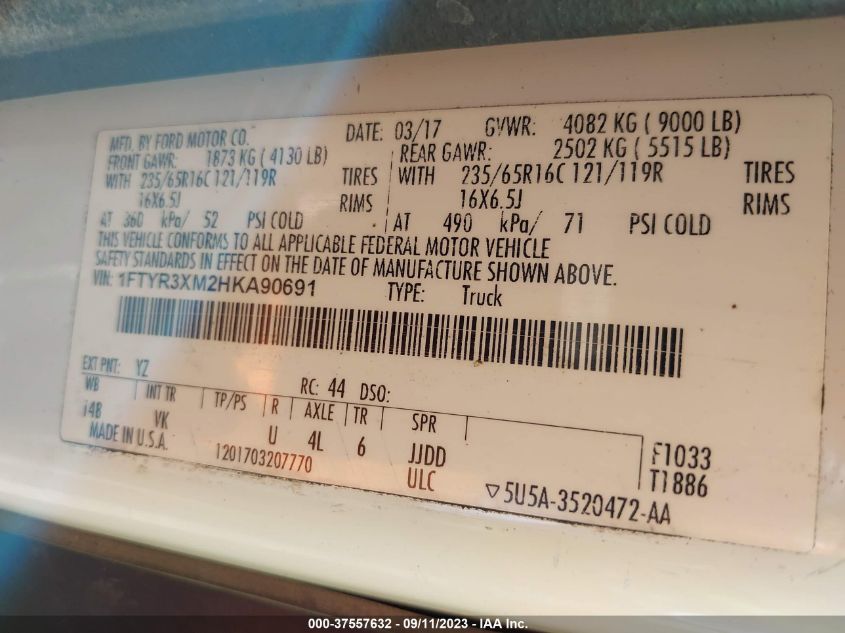 MFD. BY FORD MOTOR CO. DATE: 03/17 GVWR: 4082 KG ( 9000 LB)
FRONT GAWR: 1873 KG ( 4130 LB) REAR GAWR: 2502 KG ( 5515 LB)
WITH 235/65R16C 121/119R TIRES WITH 235/65R16C 121/119R TIRES
16X6.5J RIMS 16X6.5J RIMS
AT 360 kPa/ 52 PSI COLD AT 490 kPa/ 71 PSI COLD
THIS VEHICLE CONFORMS TO ALL APPLICABLE FEDERAL MOTOR VEHICLE
SAFETY STANDARDS IN EFFECT ON THE DATE OF MANUFACTURE SHOWN ABOVE.
VIN: 1FTYR3XM2HKA90691 TYPE: Truck
EXT PNT: YZ RC: 44 DSO:
WB INT TR TP/PS R AXLE TR SPR
148 VK U 4L 6 JJDD F1033
MADE IN U.S.A. 1201703207770 ULC T1886
▽5U5A-3520472-AA
000-37557632 - 09/11/2023 - IAA Inc.